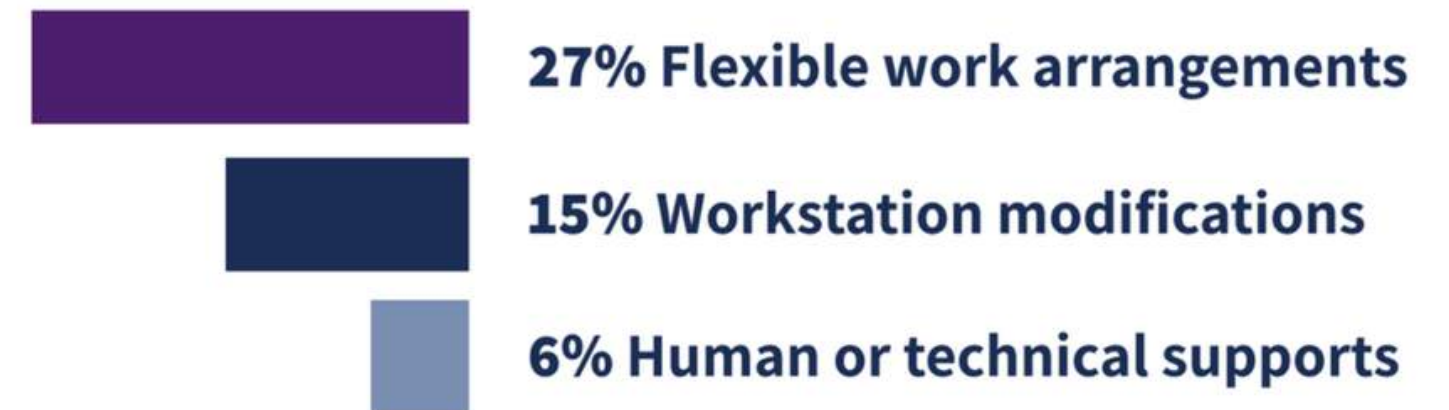 27% Flexible work arrangements
15% Workstation modifications
6% Human or technical supports